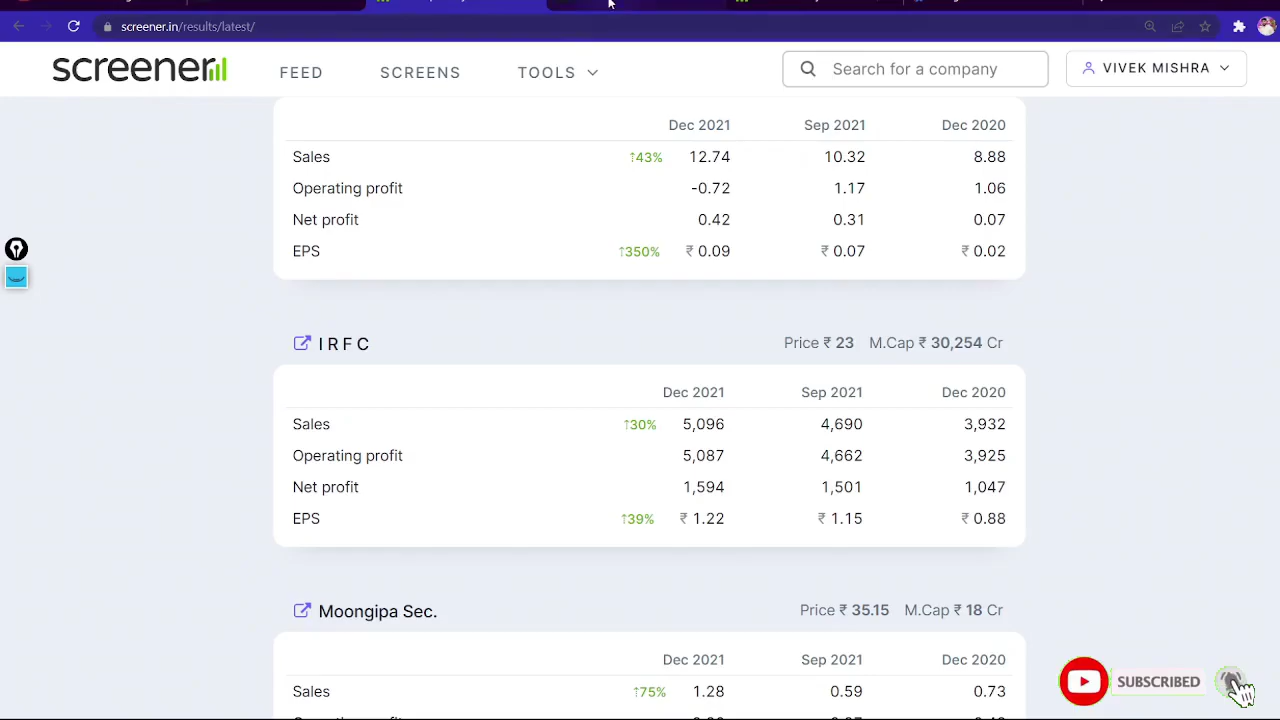 screener.in/results/latest/
screener
FEED SCREENS TOOLS
Search for a company
VIVEK MISHRA
Dec 2021 Sep 2021 Dec 2020
Sales ↑43% 12.74 10.32 8.88
Operating profit -0.72 1.17 1.06
Net profit 0.42 0.31 0.07
EPS ↑350% ₹ 0.09 ₹ 0.07 ₹ 0.02
I R F C Price ₹ 23 M.Cap ₹ 30,254 Cr
Dec 2021 Sep 2021 Dec 2020
Sales ↑30% 5,096 4,690 3,932
Operating profit 5,087 4,662 3,925
Net profit 1,594 1,501 1,047
EPS ↑39% ₹ 1.22 ₹ 1.15 ₹ 0.88
Moongipa Sec. Price ₹ 35.15 M.Cap ₹ 18 Cr
Dec 2021 Sep 2021 Dec 2020
Sales ↑75% 1.28 0.59 0.73
SUBSCRIBED